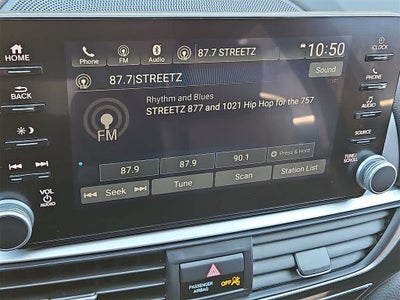 HOME
BACK
VOL
AUDIO
Phone
FM
Bluetooth
87.7 STREETZ
10:50
87.7|STREETZ
Sound
Rhythm and Blues
STREETZ 877 and 1021 Hip Hop for the 757
FM
87.9
87.9
90.1
Press & Hold
Seek
Tune
Scan
Station List
CLOCK
PHONE
AUDIO
SOURCE
TUNE/
SCROLL
PASSENGER
AIRBAG
OFF